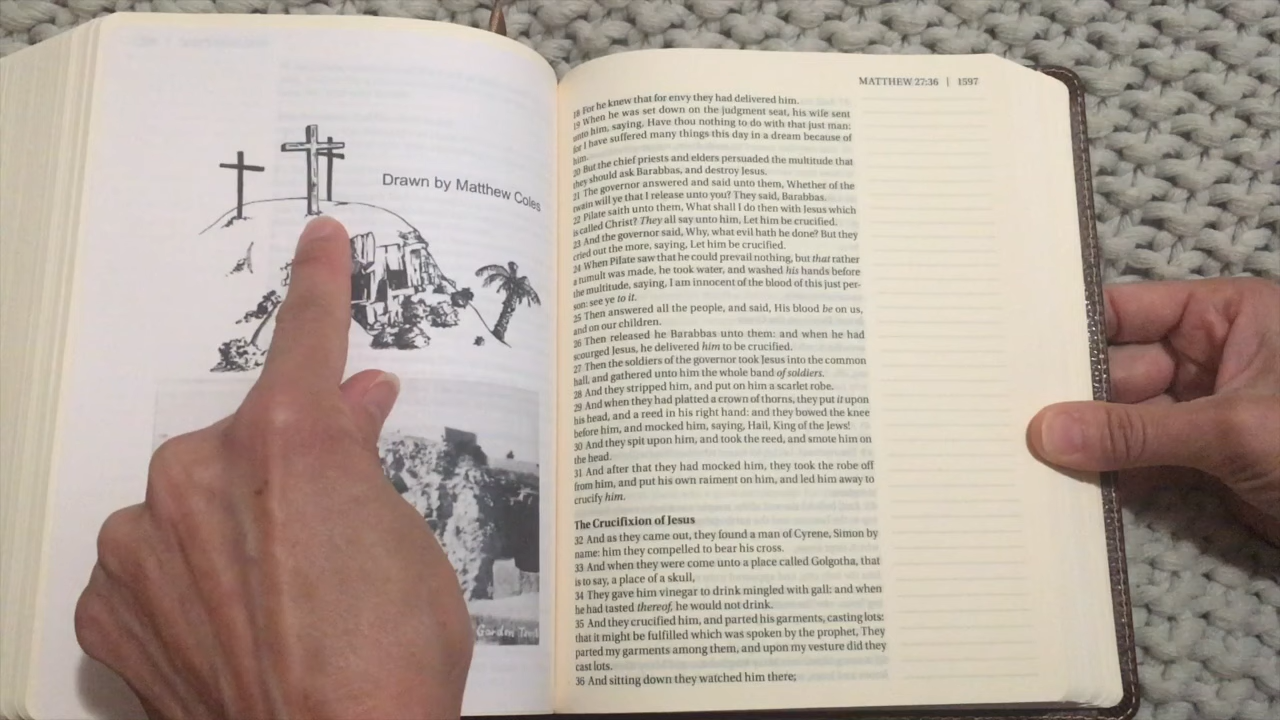 Drawn by Matthew Coles
Garden Tom
MATTHEW 27:36 | 1597
18 For he knew that for envy they had delivered him.
19 When he was set down on the judgment seat, his wife sent
unto him, saying, Have thou nothing to do with that just man:
for I have suffered many things this day in a dream because of
him.
20 But the chief priests and elders persuaded the multitude that
they should ask Barabbas, and destroy Jesus.
21 The governor answered and said unto them, Whether of the
twain will ye that I release unto you? They said, Barabbas.
22 Pilate saith unto them, What shall I do then with Jesus which
is called Christ? They all say unto him, Let him be crucified.
23 And the governor said, Why, what evil hath he done? But they
cried out the more, saying, Let him be crucified.
24 When Pilate saw that he could prevail nothing, but that rather
a tumult was made, he took water, and washed his hands before
the multitude, saying, I am innocent of the blood of this just per-
son: see ye to it.
25 Then answered all the people, and said, His blood be on us,
and on our children.
26 Then released he Barabbas unto them: and when he had
scourged Jesus, he delivered him to be crucified.
27 Then the soldiers of the governor took Jesus into the common
hall, and gathered unto him the whole band of soldiers.
28 And they stripped him, and put on him a scarlet robe.
29 And when they had platted a crown of thorns, they put it upon
his head, and a reed in his right hand: and they bowed the knee
before him, and mocked him, saying, Hail, King of the Jews!
30 And they spit upon him, and took the reed, and smote him on
the head.
31 And after that they had mocked him, they took the robe off
from him, and put his own raiment on him, and led him away to
crucify him.
The Crucifixion of Jesus
32 And as they came out, they found a man of Cyrene, Simon by
name: him they compelled to bear his cross.
33 And when they were come unto a place called Golgotha, that
is to say, a place of a skull,
34 They gave him vinegar to drink mingled with gall: and when
he had tasted thereof, he would not drink.
35 And they crucified him, and parted his garments, casting lots:
that it might be fulfilled which was spoken by the prophet, They
parted my garments among them, and upon my vesture did they
cast lots.
36 And sitting down they watched him there;